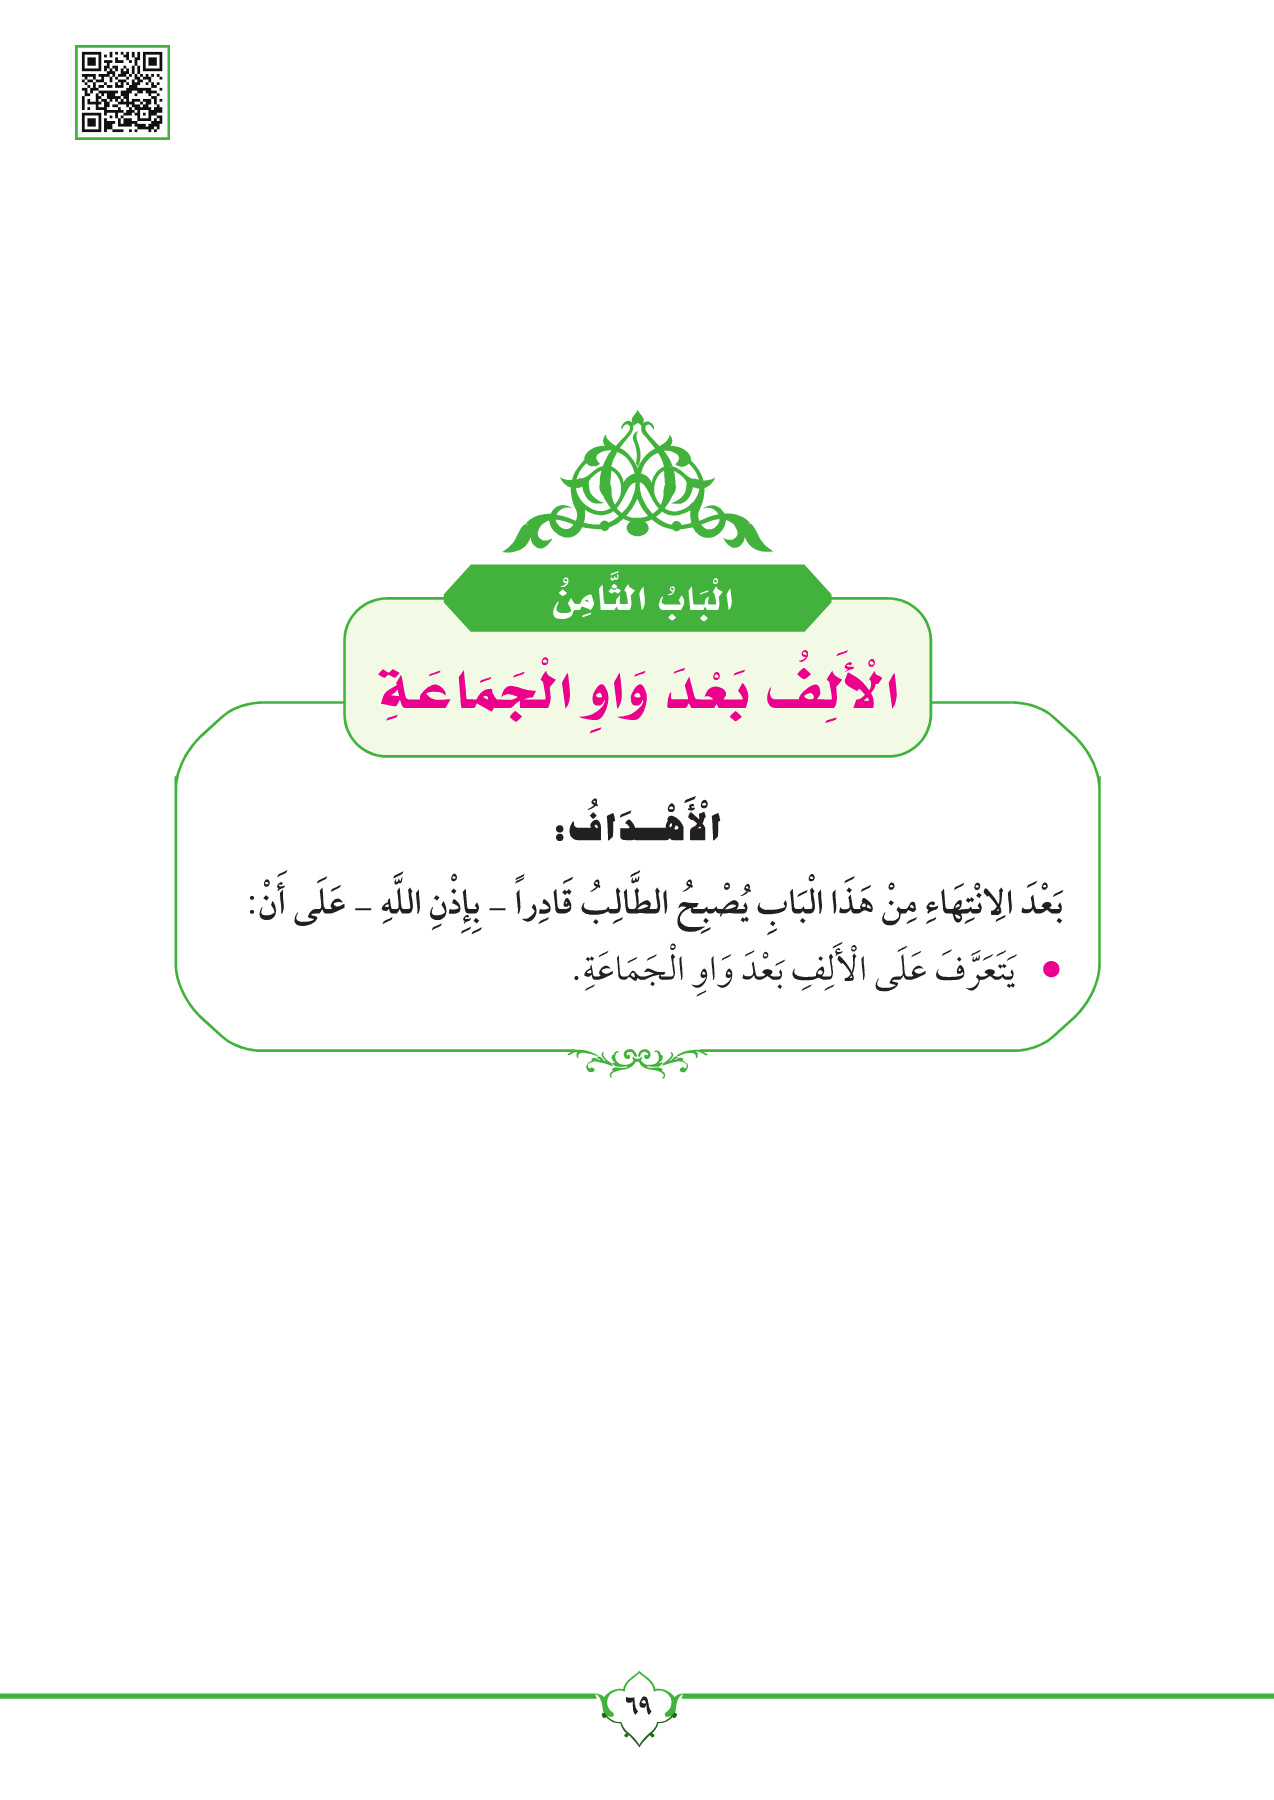 الْبَابُ الثَّامِنُ
الْأَلِفُ بَعْدَ وَاوِ الْجَمَاعَةِ
الْأَهْـــدَافُ:
بَعْدَ الِانْتِهَاءِ مِنْ هَذَا الْبَابِ يُصْبِحُ الطَّالِبُ قَادِراً – بِإِذْنِ اللَّهِ – عَلَى أَنْ:
● يَتَعَرَّفَ عَلَى الْأَلِفِ بَعْدَ وَاوِ الْجَمَاعَةِ.
٦٩